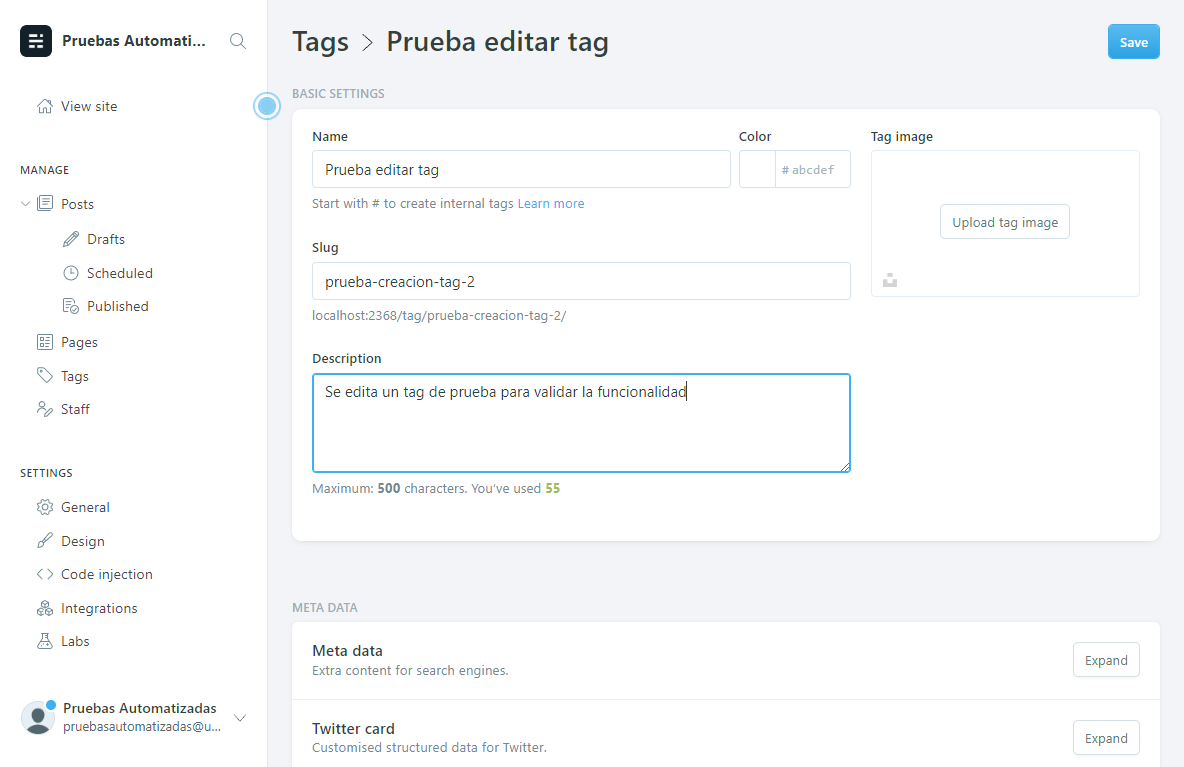 Pruebas Automati...
View site
MANAGE
Posts
Drafts
Scheduled
Published
Pages
Tags
Staff
SETTINGS
General
Design
Code injection
Integrations
Labs
Pruebas Automatizadas
pruebasautomatizadas@u...
Tags > Prueba editar tag
Save
BASIC SETTINGS
Name
Prueba editar tag
Start with # to create internal tags Learn more
Color
# abcdef
Slug
prueba-creacion-tag-2
localhost:2368/tag/prueba-creacion-tag-2/
Description
Se edita un tag de prueba para validar la funcionalidad
Maximum: 500 characters. You've used 55
Tag image
Upload tag image
META DATA
Meta data
Extra content for search engines.
Expand
Twitter card
Customised structured data for Twitter.
Expand